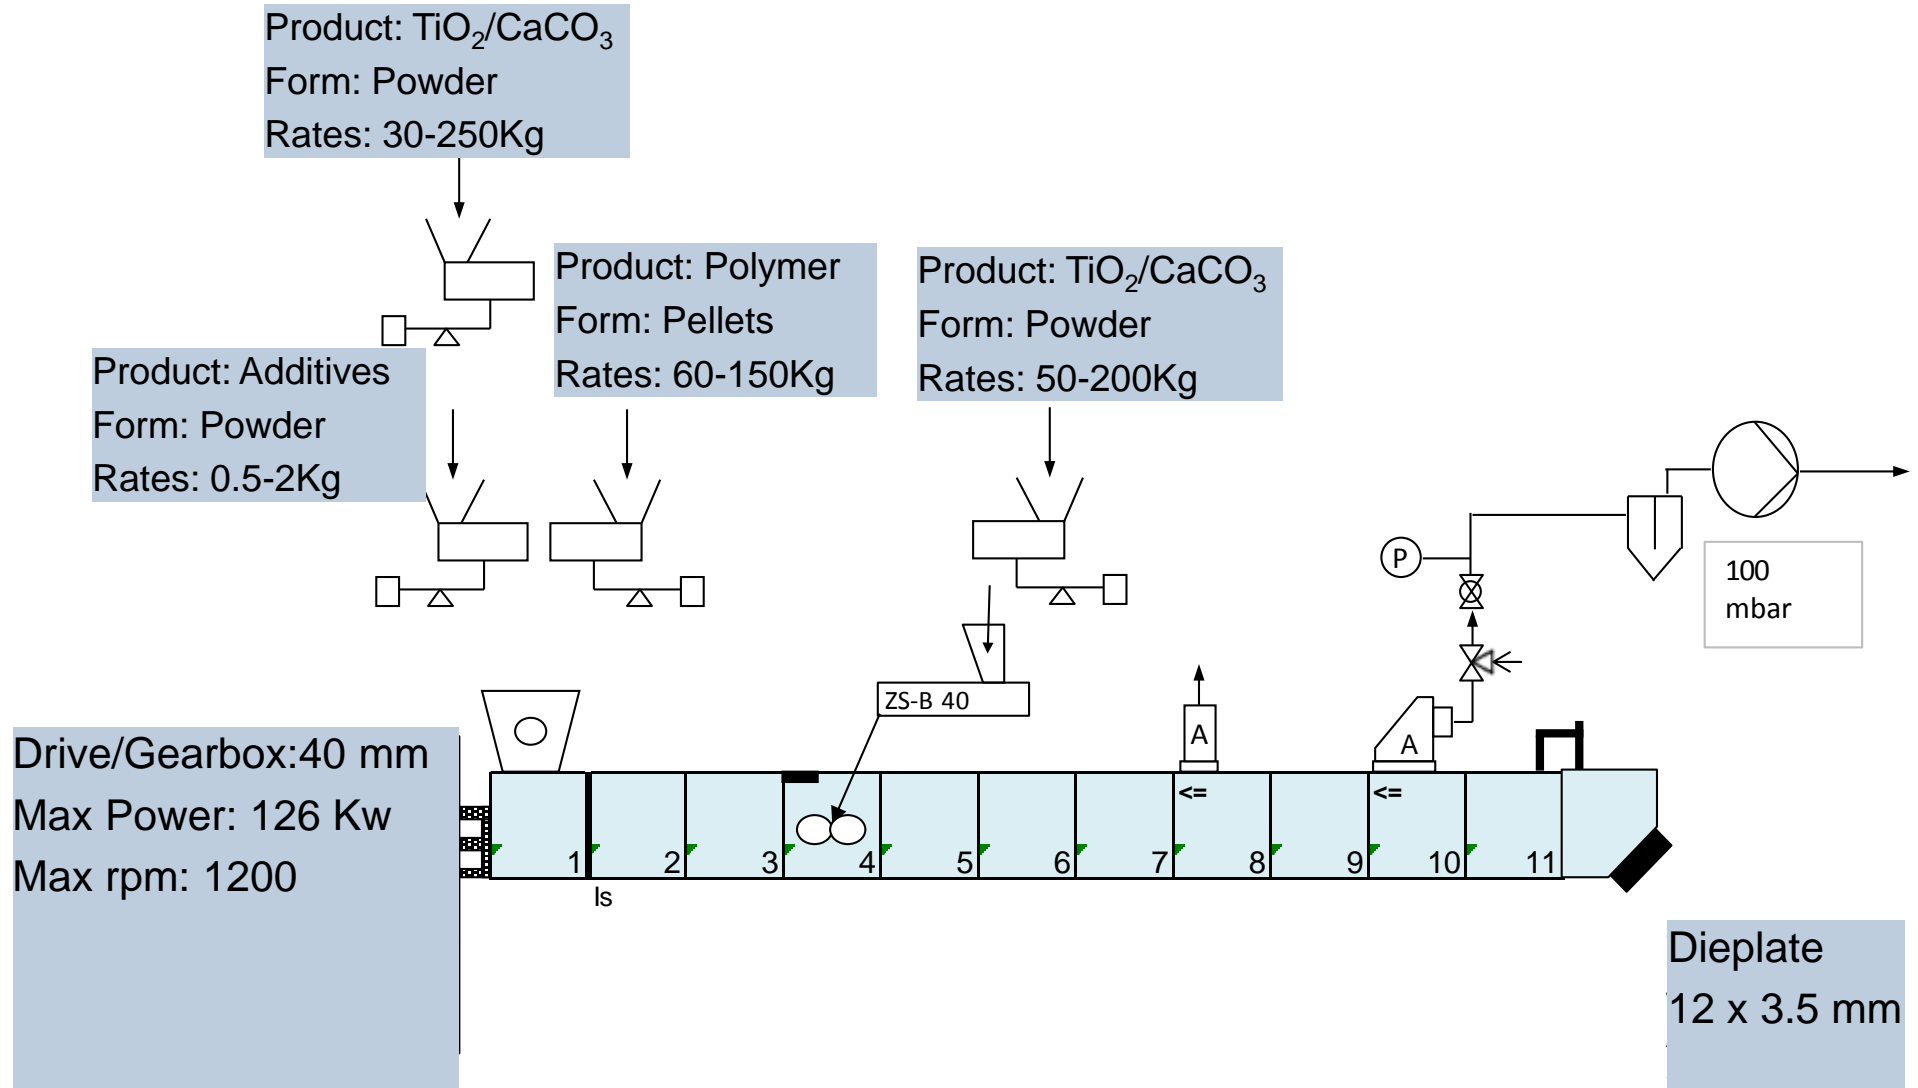 Product: TiO₂/CaCO₃
Form: Powder
Rates: 30-250Kg
Product: Polymer
Form: Pellets
Rates: 60-150Kg
Product: TiO₂/CaCO₃
Form: Powder
Rates: 50-200Kg
Product: Additives
Form: Powder
Rates: 0.5-2Kg
P
100
mbar
ZS-B 40
A
A
Drive/Gearbox:40 mm
Max Power: 126 Kw
Max rpm: 1200
<=
<=
1 2 3 4 5 6 7 8 9 10 11
Is
Dieplate
12 x 3.5 mm